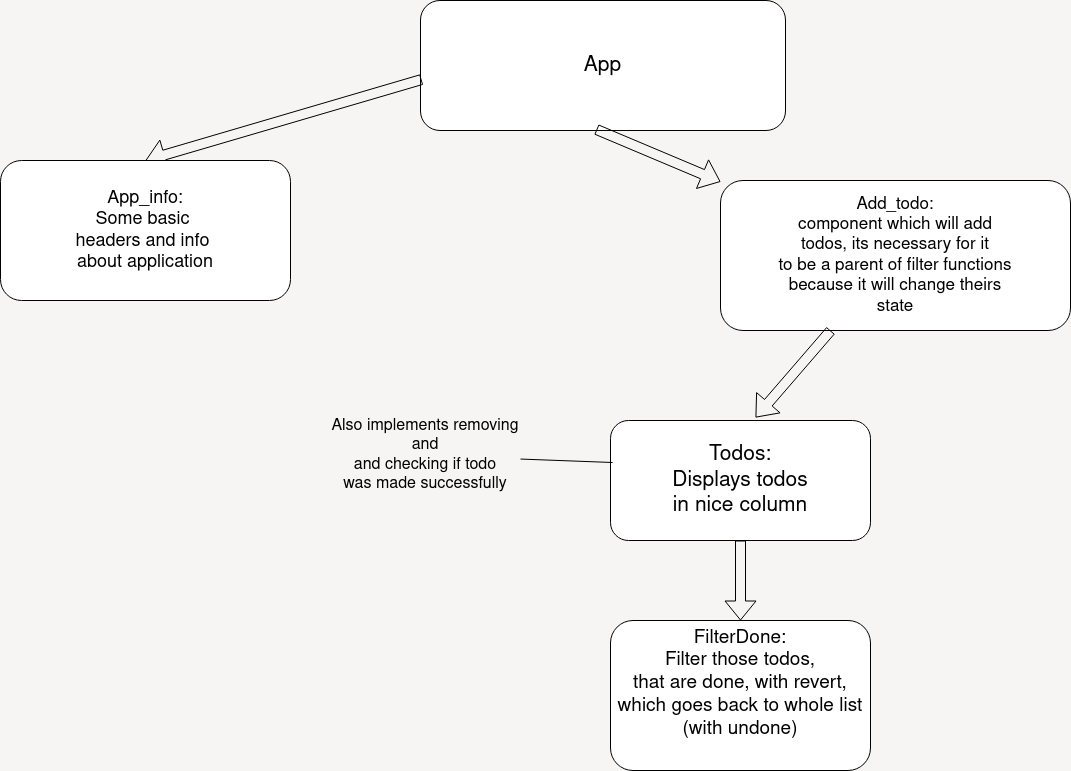 App
App_info:
Some basic
headers and info
about application
Add_todo:
component which will add
todos, its necessary for it
to be a parent of filter functions
because it will change theirs
state
Also implements removing
and
and checking if todo
was made successfully
Todos:
Displays todos
in nice column
FilterDone:
Filter those todos,
that are done, with revert,
which goes back to whole list
(with undone)